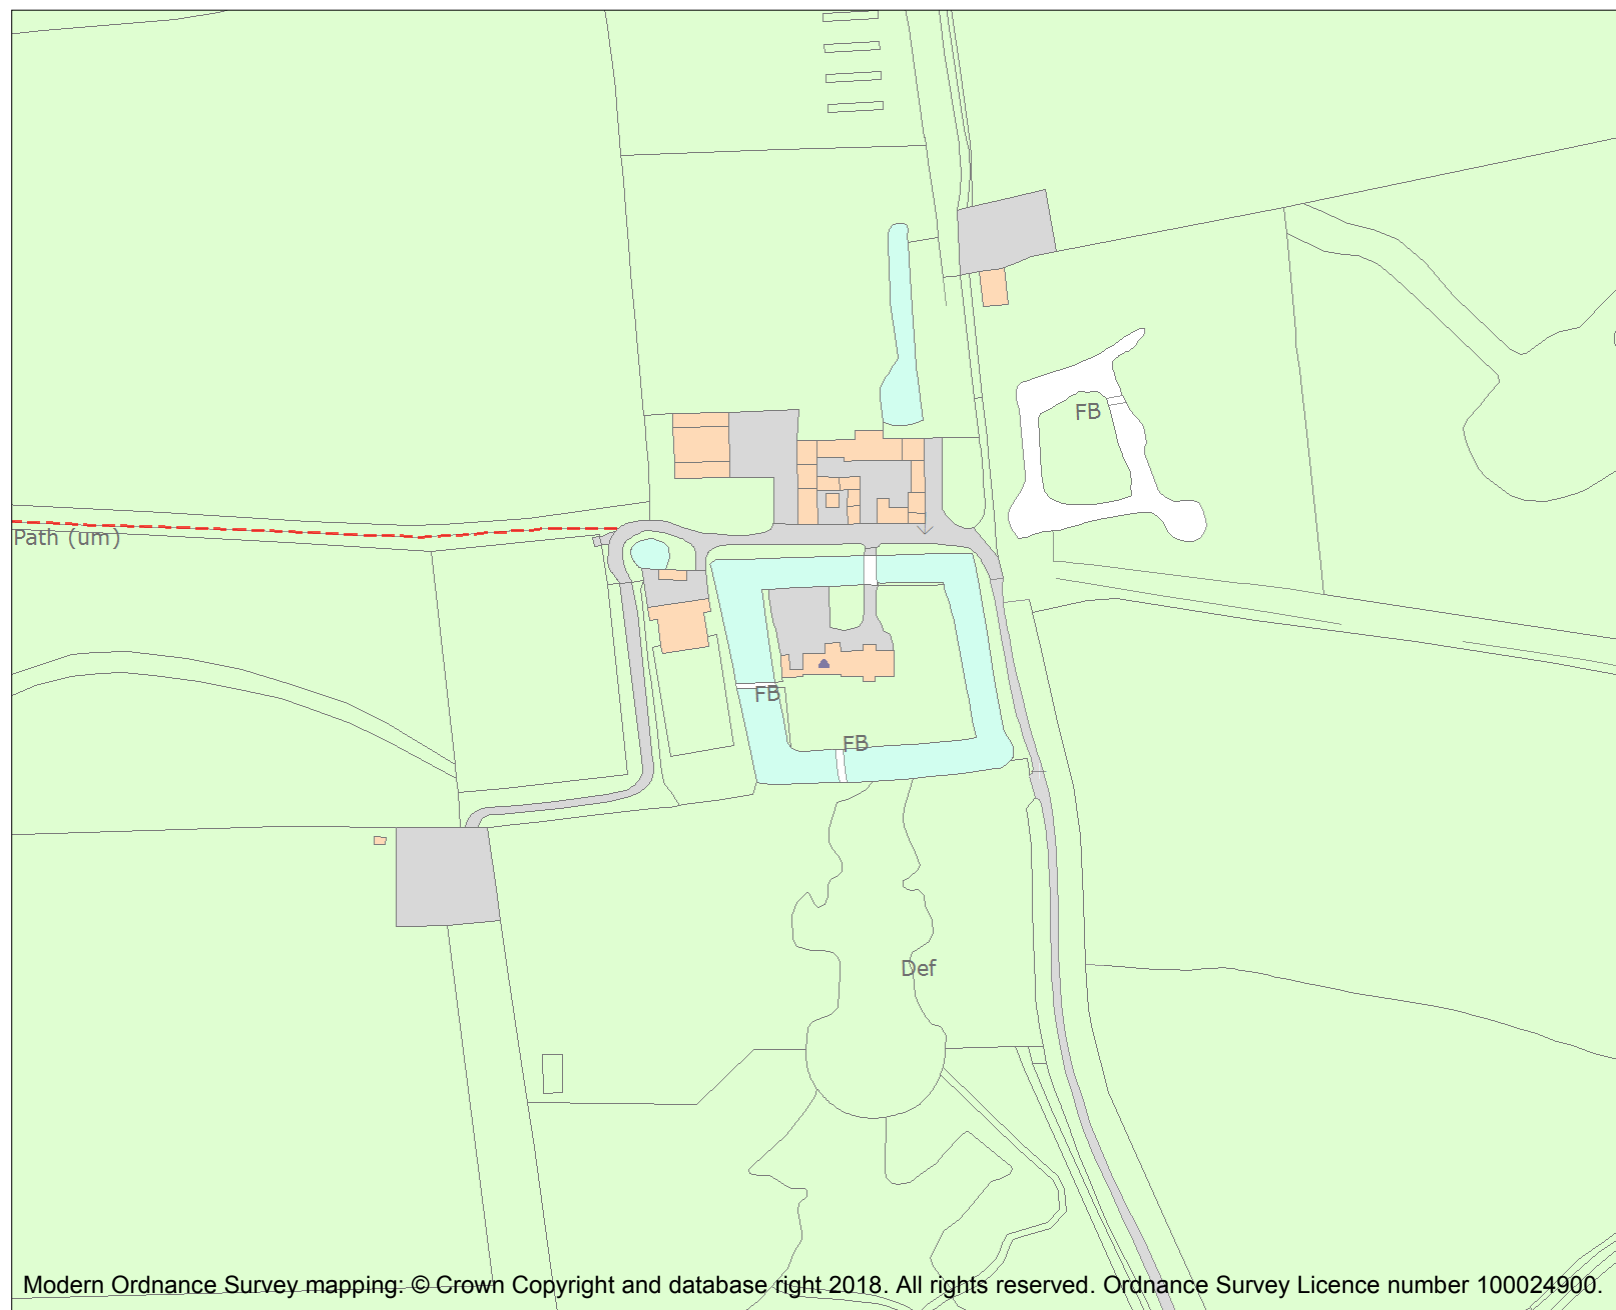 FB
Path (um)
FB
FB
Def
Modern Ordnance Survey mapping: © Crown Copyright and database right 2018. All rights reserved. Ordnance Survey Licence number 100024900.